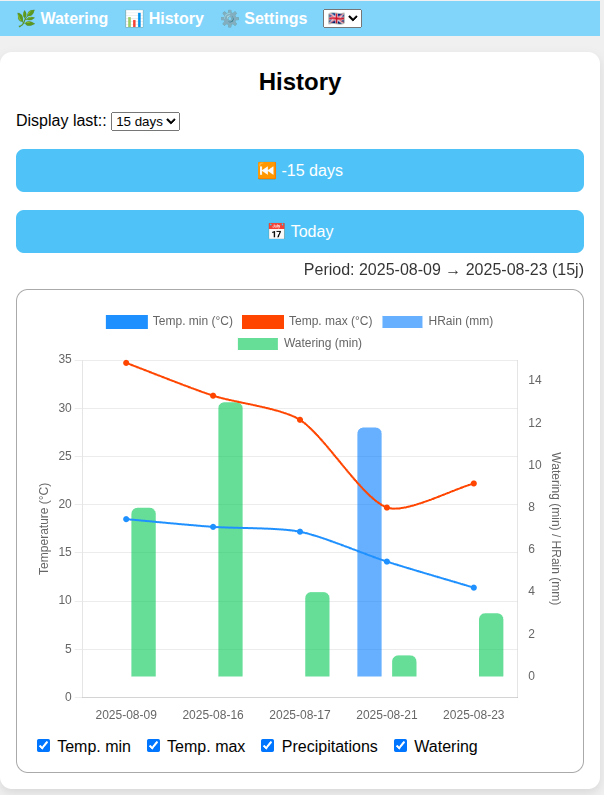 🌿 Watering 📊 History ⚙️ Settings 🇬🇧
History
Display last:: 15 days
⏮️ -15 days
📅 Today
Period: 2025-08-09 → 2025-08-23 (15j)
Temp. min (°C) Temp. max (°C) HRain (mm)
Watering (min)
Temperature (°C)
35
30
25
20
15
10
5
0
14
12
10
8
6
4
2
0
Watering (min) / HRain (mm)
2025-08-09 2025-08-16 2025-08-17 2025-08-21 2025-08-23
Temp. min Temp. max Precipitations Watering